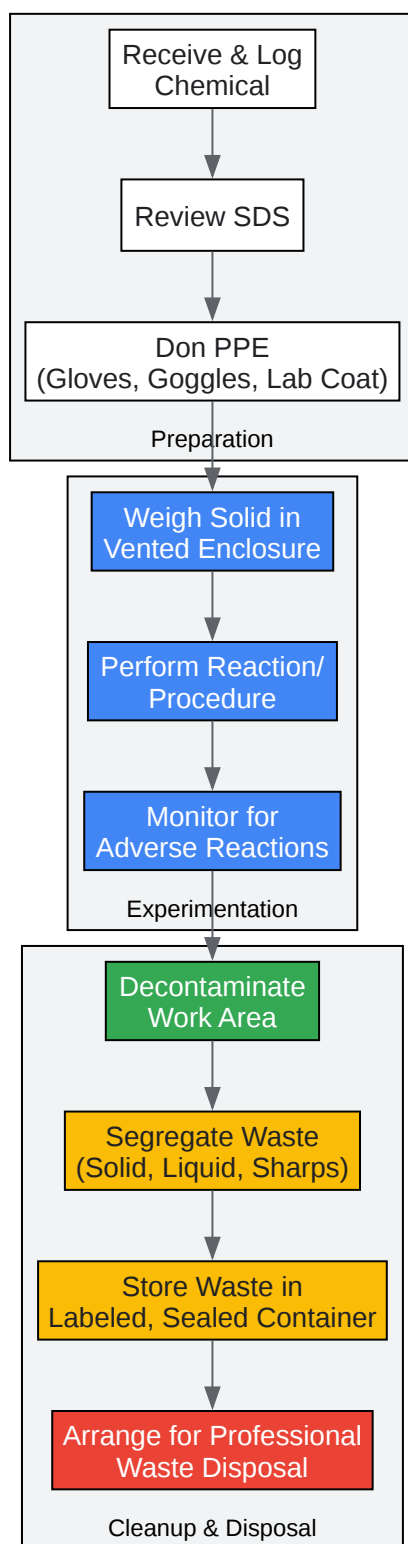 Receive & Log
Chemical
Review SDS
Don PPE
(Gloves, Goggles, Lab Coat)
Preparation
Weigh Solid in
Vented Enclosure
Perform Reaction/
Procedure
Monitor for
Adverse Reactions
Experimentation
Decontaminate
Work Area
Segregate Waste
(Solid, Liquid, Sharps)
Store Waste in
Labeled, Sealed Container
Arrange for Professional
Waste Disposal
Cleanup & Disposal